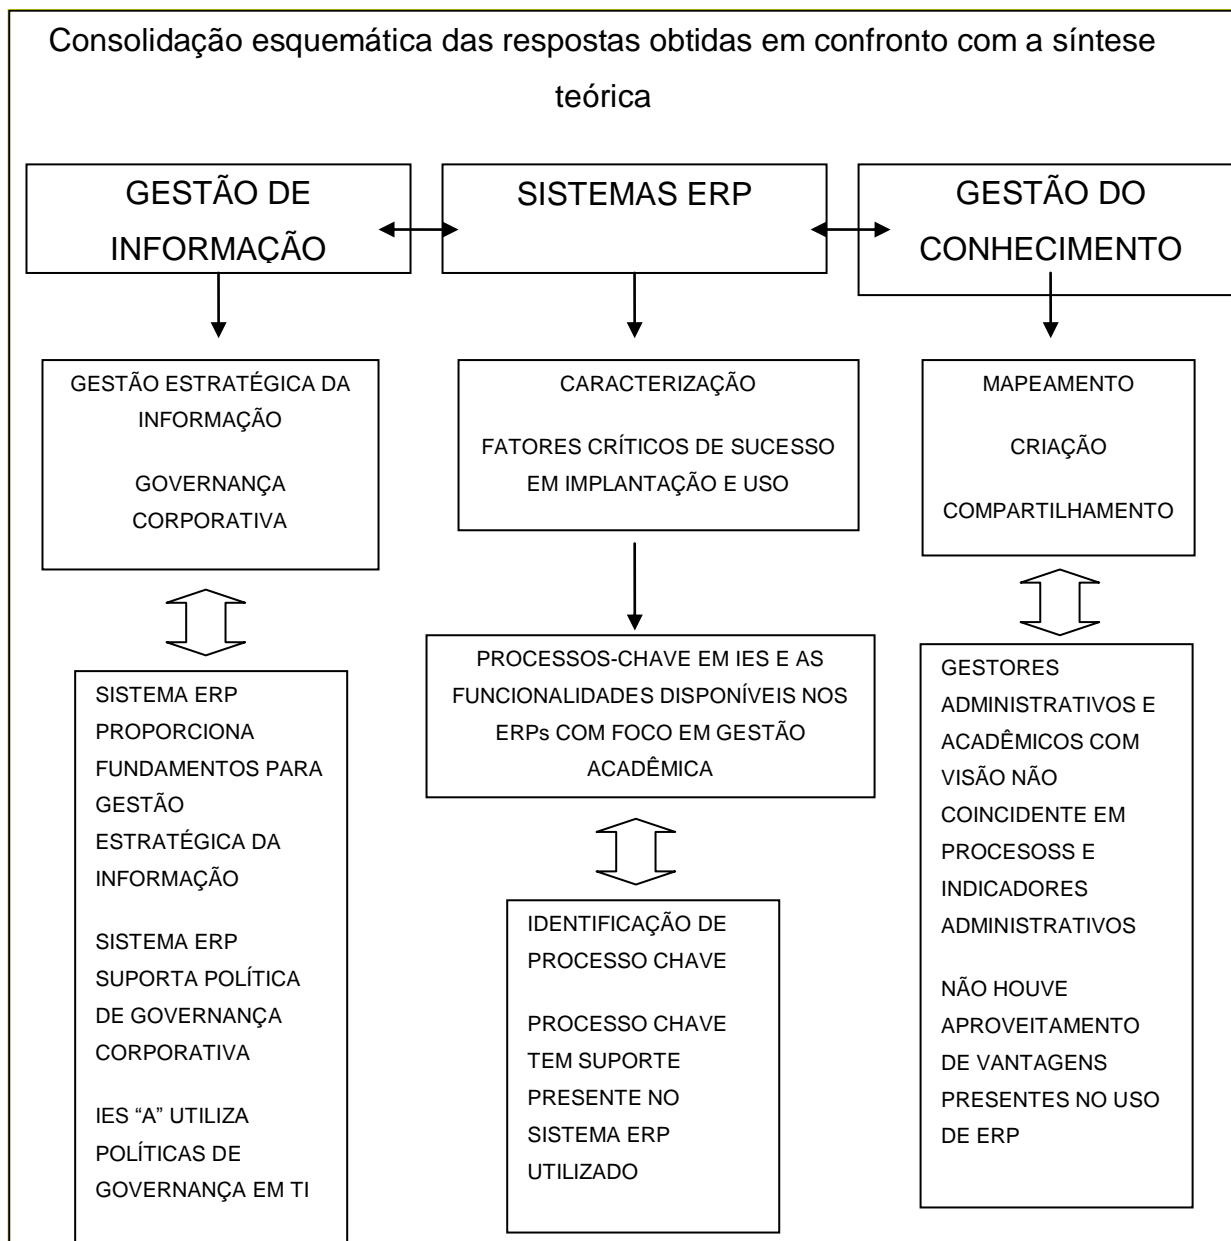 Consolidação esquemática das respostas obtidas em confronto com a síntese
teórica
GESTÃO DE
INFORMAÇÃO
SISTEMAS ERP
GESTÃO DO
CONHECIMENTO
GESTÃO ESTRATÉGICA DA
INFORMAÇÃO
GOVERNANÇA
CORPORATIVA
CARACTERIZAÇÃO
FATORES CRÍTICOS DE SUCESSO
EM IMPLANTAÇÃO E USO
MAPEAMENTO
CRIAÇÃO
COMPARTILHAMENTO
PROCESSOS-CHAVE EM IES E AS
FUNCIONALIDADES DISPONÍVEIS NOS
ERPs COM FOCO EM GESTÃO
ACADÊMICA
SISTEMA ERP
PROPORCIONA
FUNDAMENTOS PARA
GESTÃO
ESTRATÉGICA DA
INFORMAÇÃO
SISTEMA ERP
SUPORTA POLÍTICA
DE GOVERNANÇA
CORPORATIVA
IES “A” UTILIZA
POLÍTICAS DE
GOVERNANÇA EM TI
IDENTIFICAÇÃO DE
PROCESSO CHAVE
PROCESSO CHAVE
TEM SUPORTE
PRESENTE NO
SISTEMA ERP
UTILIZADO
GESTORES
ADMINISTRATIVOS E
ACADÊMICOS COM
VISÃO NÃO
COINCIDENTE EM
PROCESOSS E
INDICADORES
ADMINISTRATIVOS
NÃO HOUVE
APROVEITAMENTO
DE VANTAGENS
PRESENTES NO USO
DE ERP